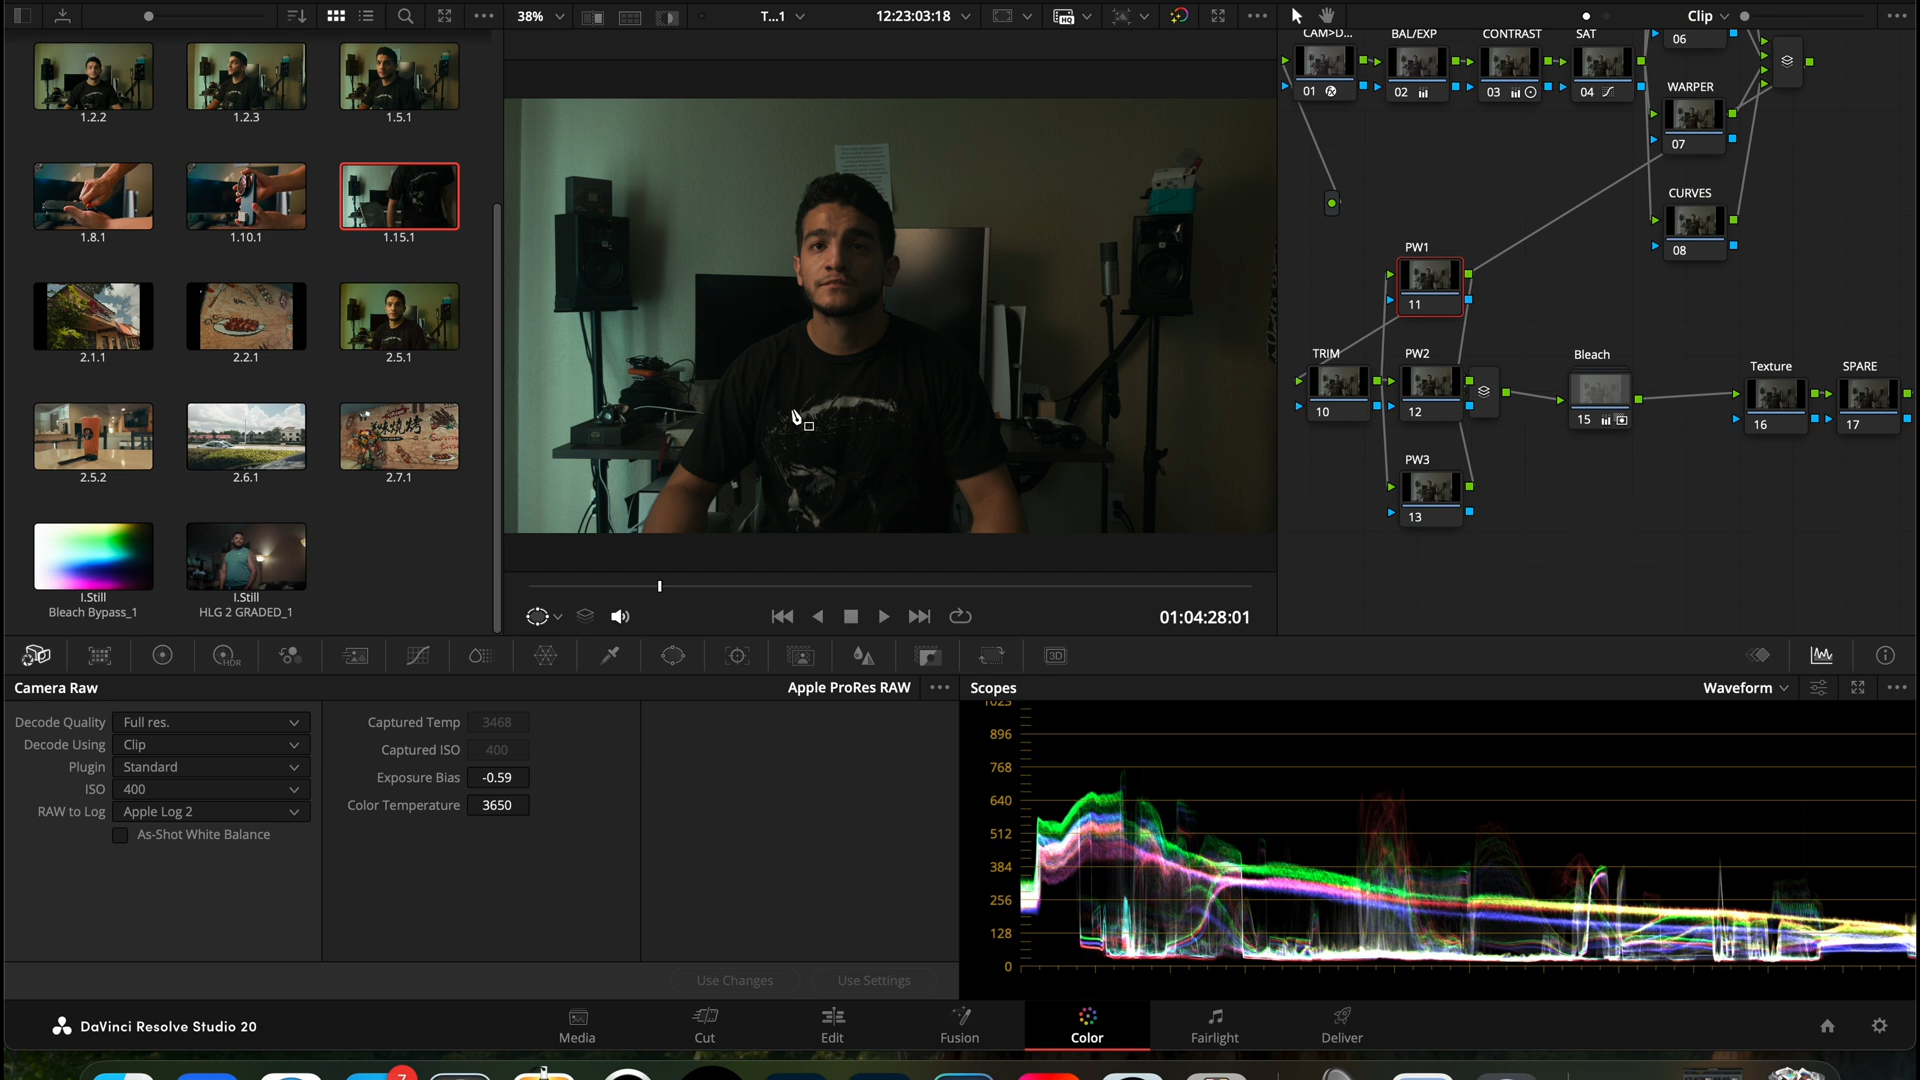 38%
T...1
12:23:03:18
HQ
Clip
1.2.2
1.2.3
1.5.1
1.8.1
1.10.1
1.15.1
2.1.1
2.2.1
2.5.1
2.5.2
2.6.1
2.7.1
I.Still
Bleach Bypass_1
I.Still
HLG 2 GRADED_1
CAM>D...
BAL/EXP
CONTRAST
SAT
01
02
03
04
06
WARPER
07
CURVES
08
PW1
11
TRIM
10
PW2
12
PW3
13
Bleach
15
Texture
16
SPARE
17
01:04:28:01
HDR
3D
Camera Raw
Apple ProRes RAW
Decode Quality Full res.
Decode Using Clip
Plugin Standard
ISO 400
RAW to Log Apple Log 2
As-Shot White Balance
Captured Temp 3468
Captured ISO 400
Exposure Bias -0.59
Color Temperature 3650
Use Changes
Use Settings
Scopes
Waveform
1023
896
768
640
512
384
256
128
0
DaVinci Resolve Studio 20
Media
Cut
Edit
Fusion
Color
Fairlight
Deliver
7